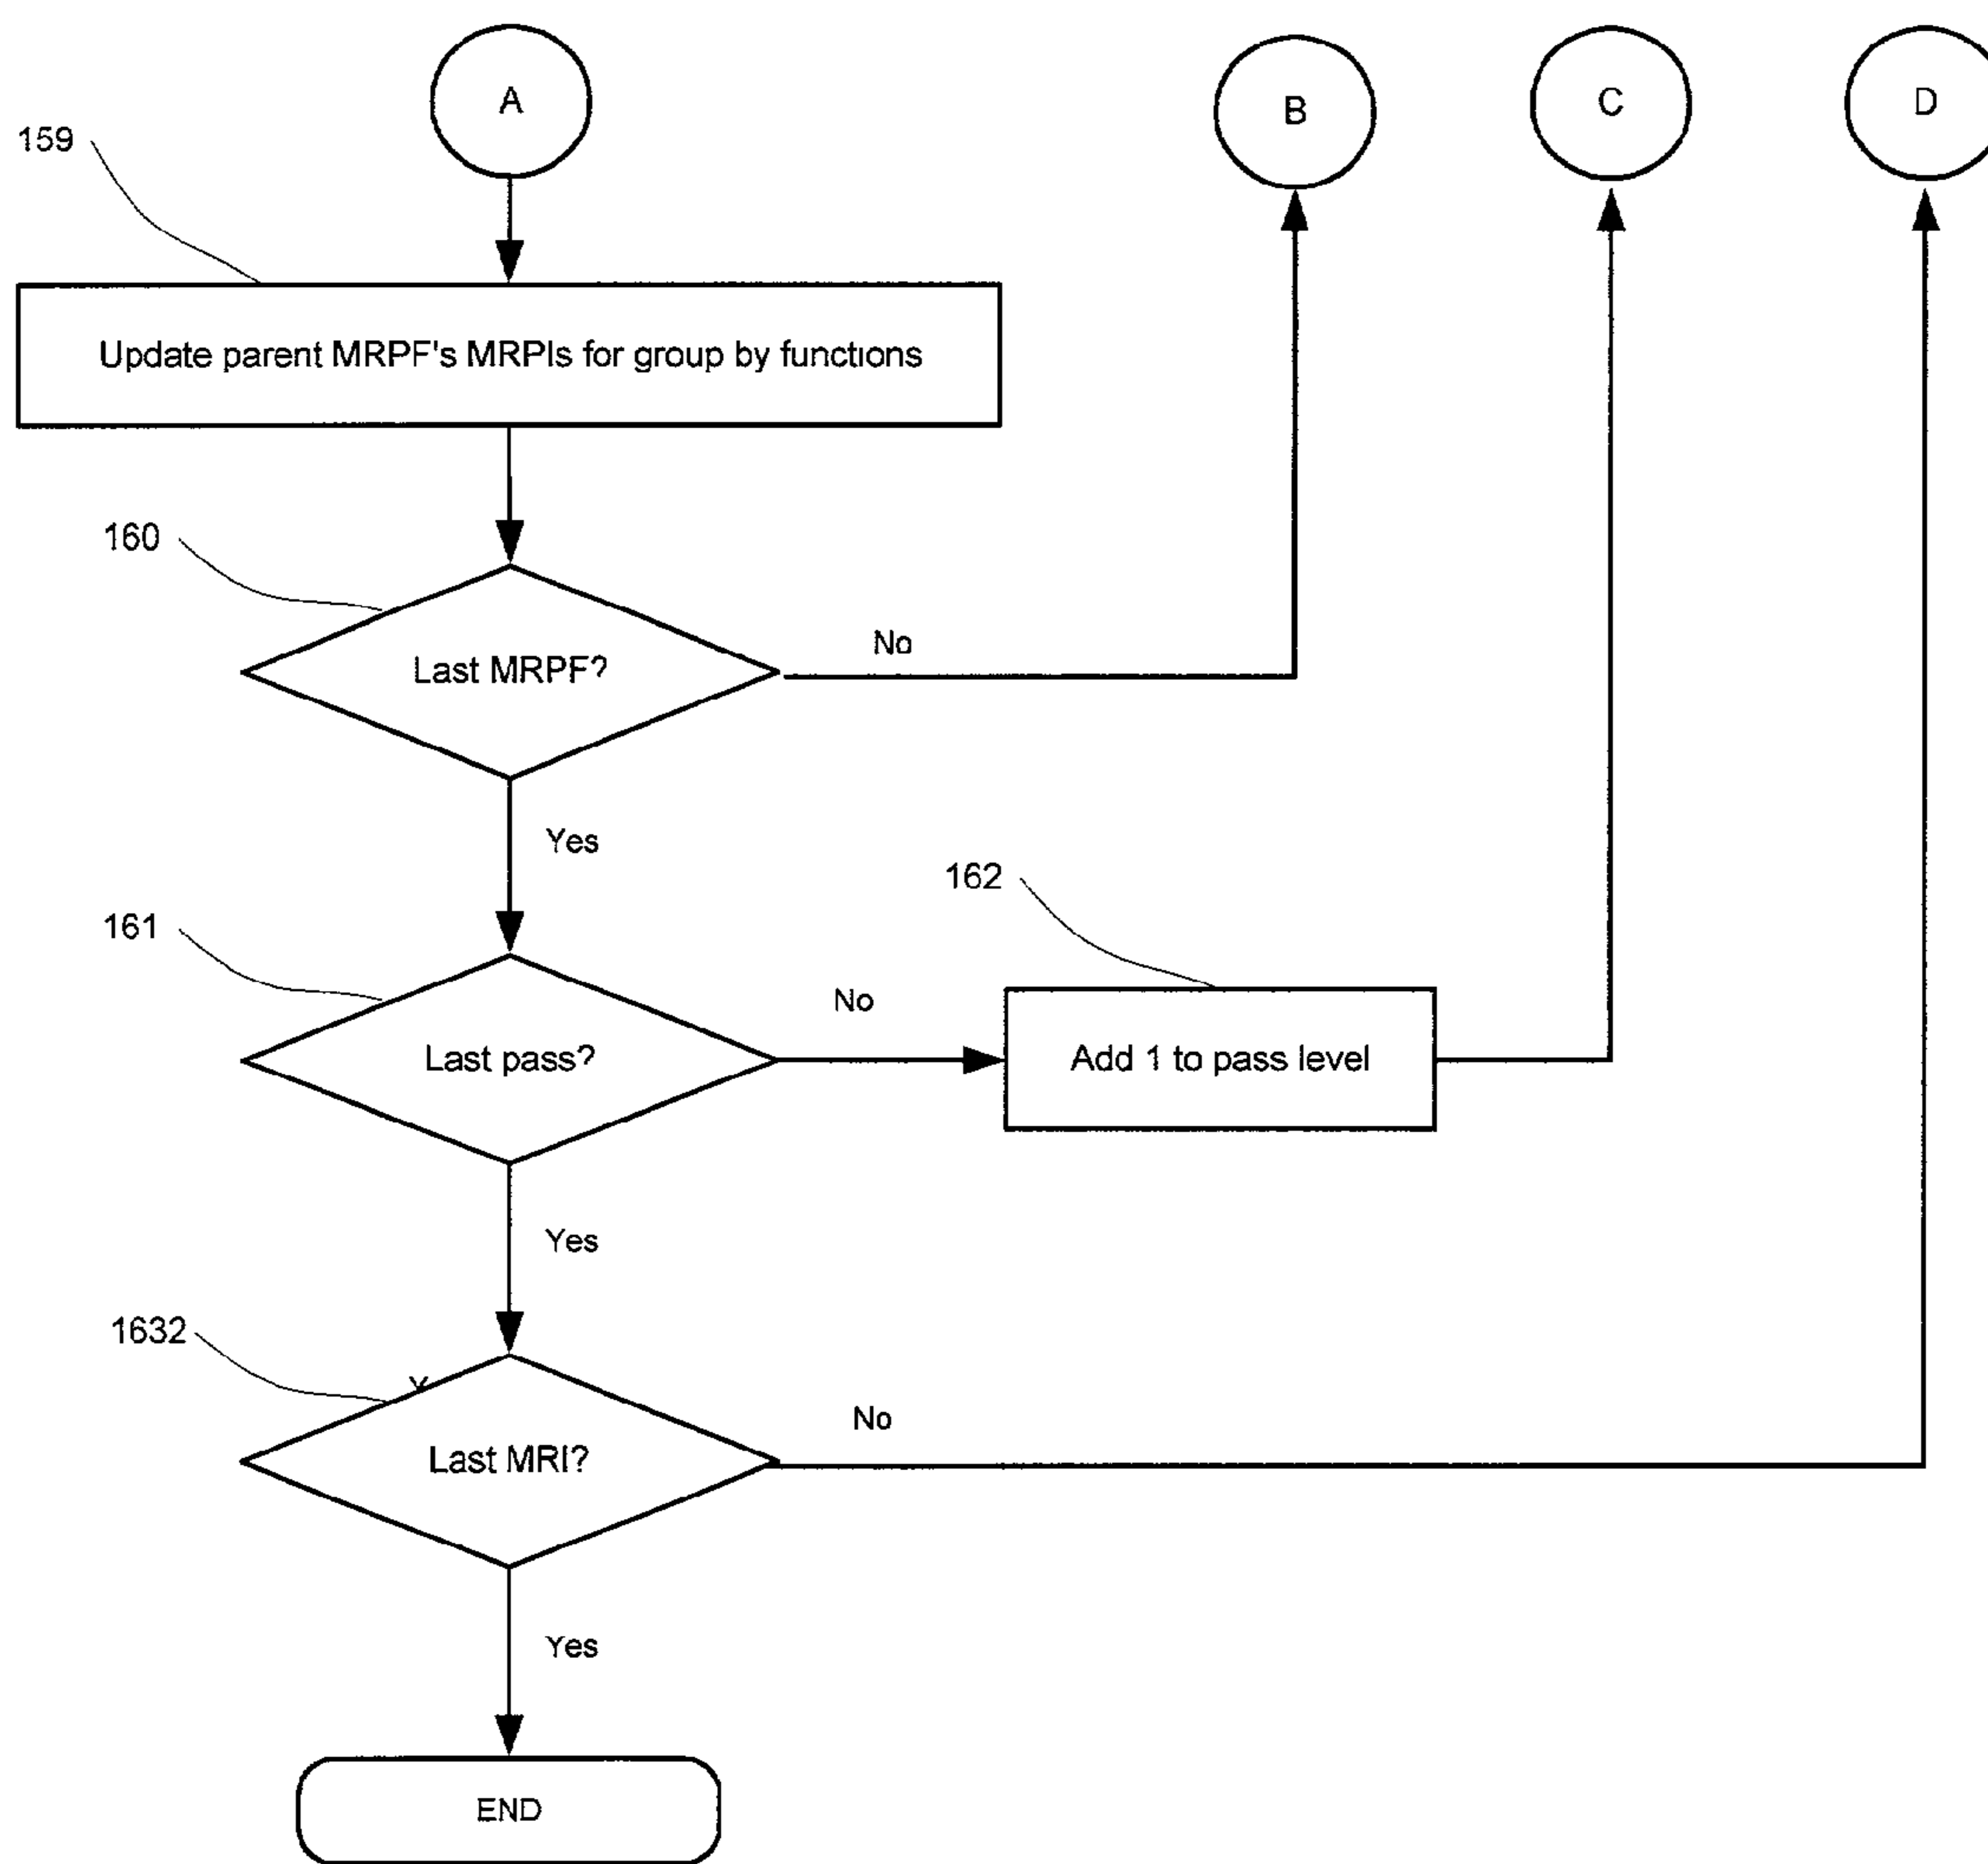 A
B
C
D
159
Update parent MRPF's MRPIs for group by functions
160
Last MRPF?
No
Yes
161
Last pass?
No
162
Add 1 to pass level
Yes
1632
Y
Last MRI?
No
Yes
END